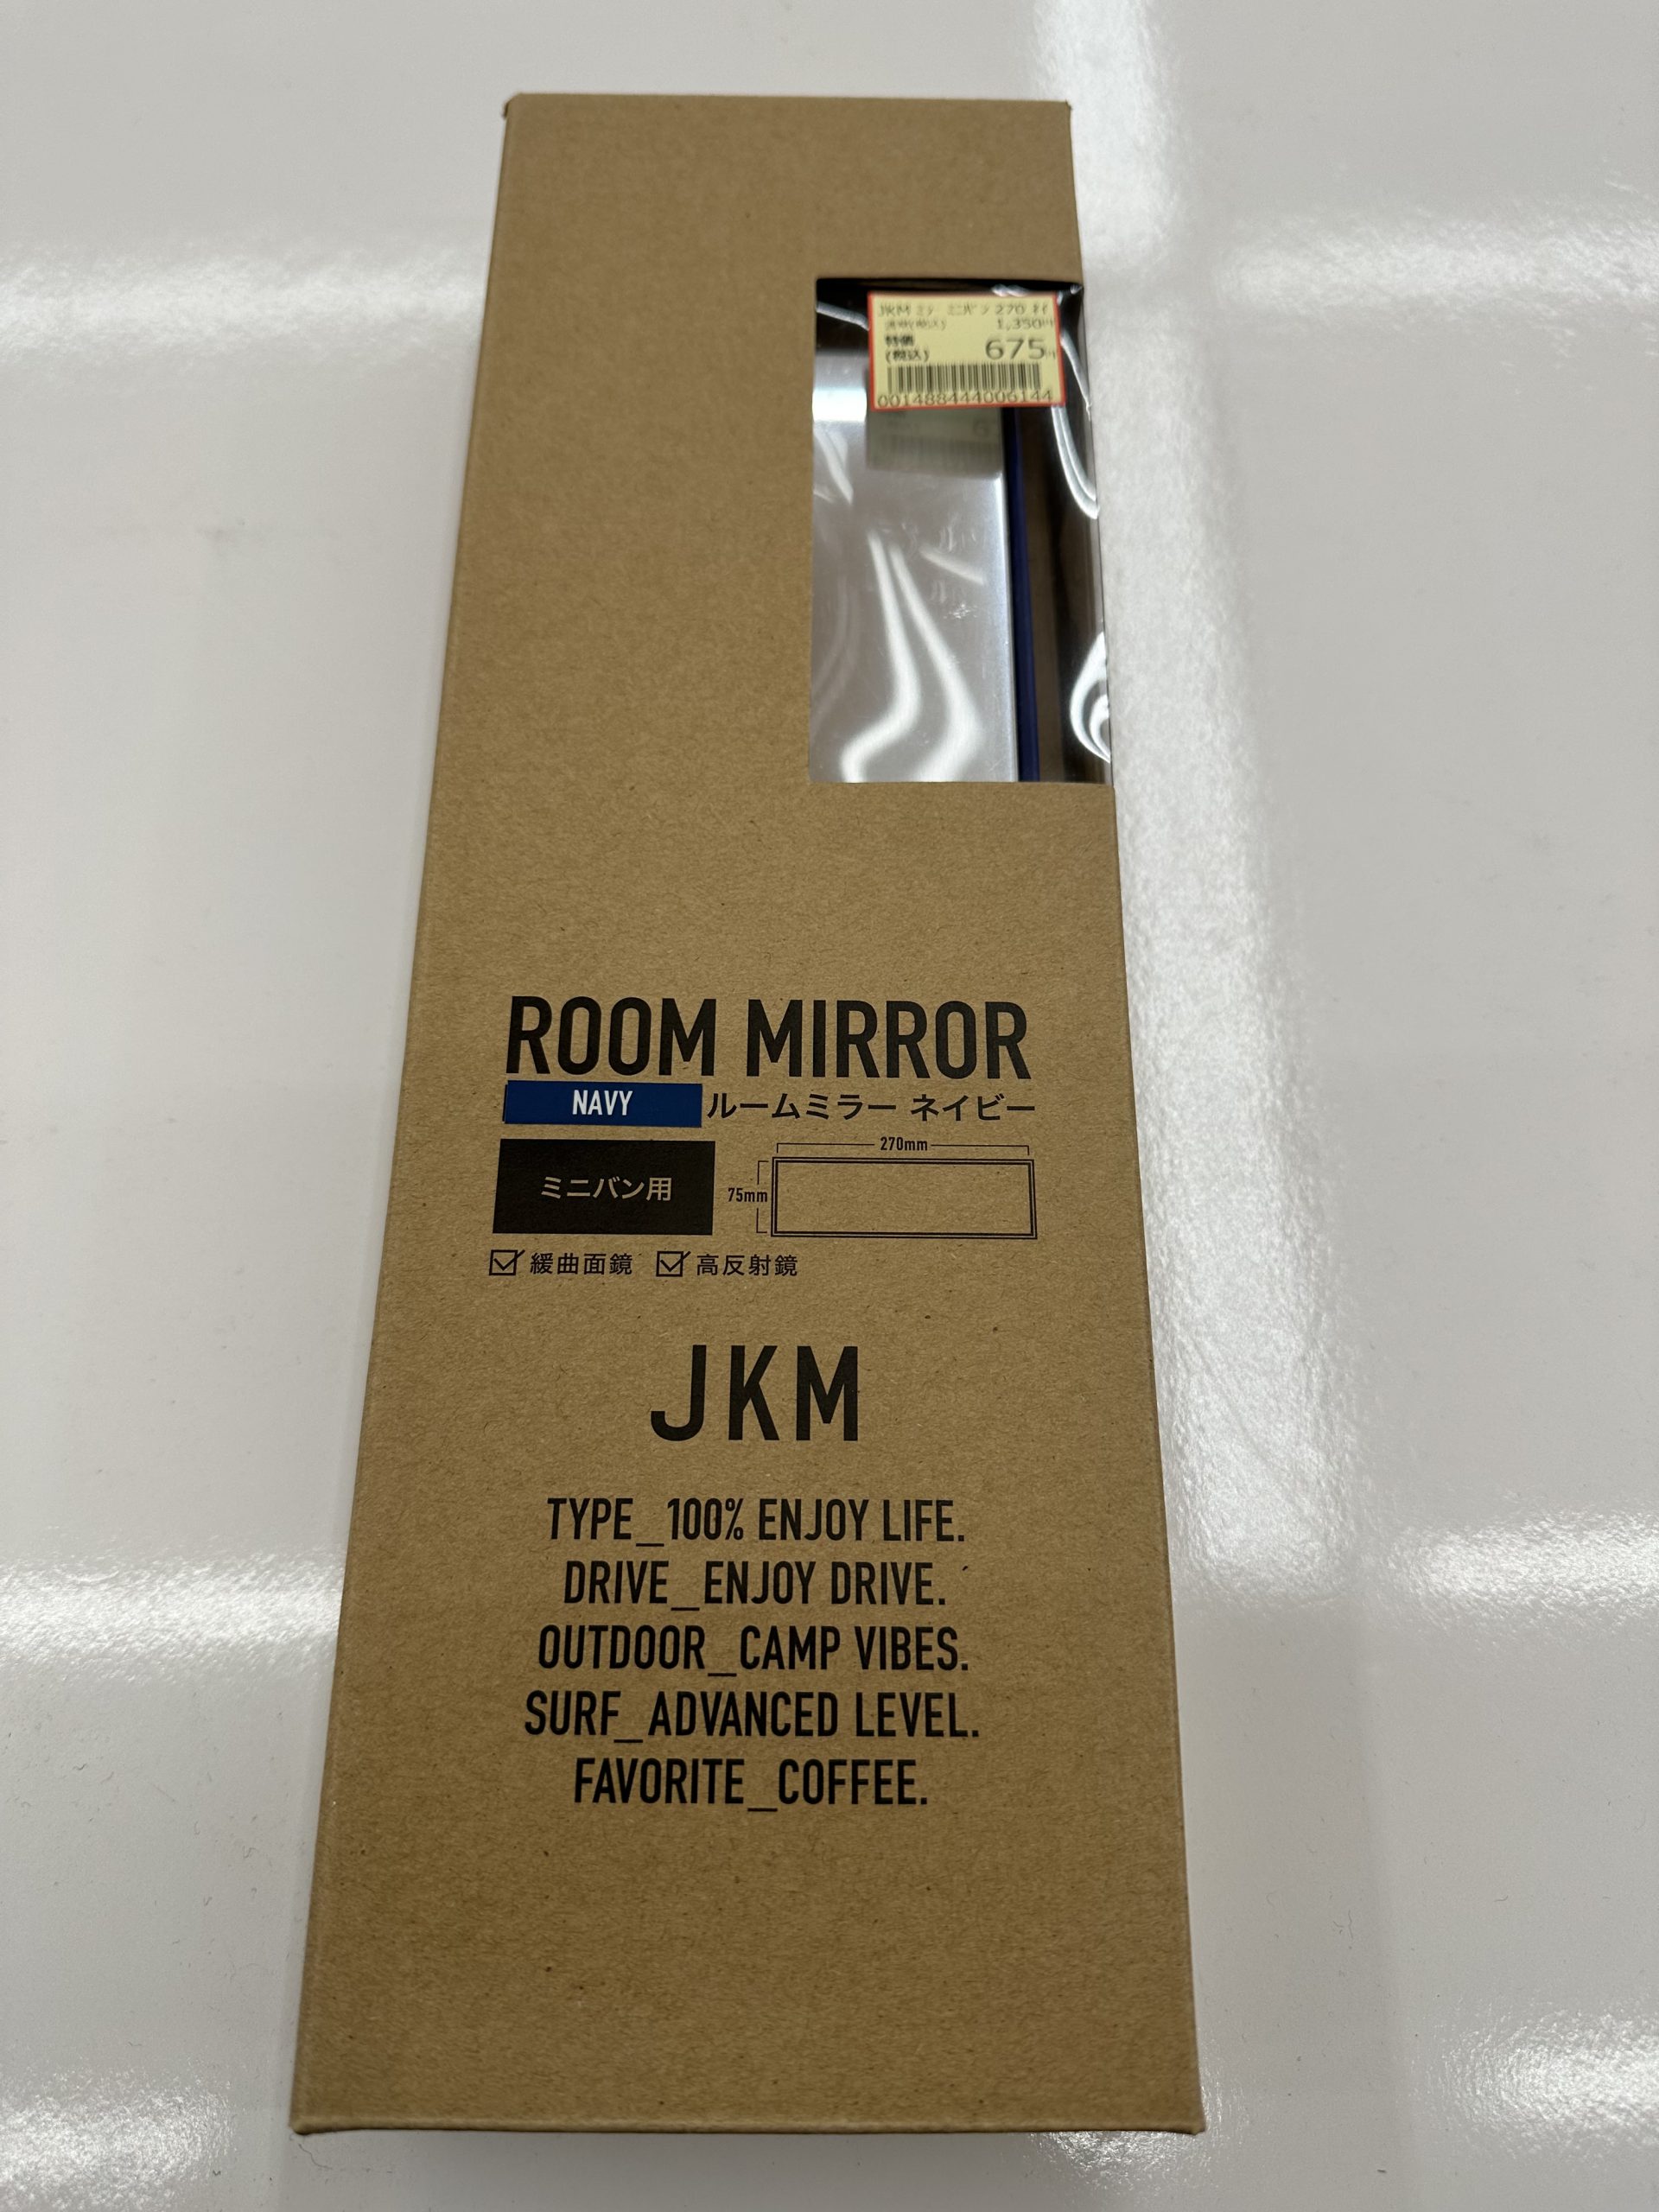 JKM ミラー ミニバン 270 ネイ
1,350円
特価
(税込) 675円
001488444006144
ROOM MIRROR
NAVY ルームミラー ネイビー
270mm
ミニバン用 75mm
緩曲面鏡 高反射鏡
JKM
TYPE_100% ENJOY LIFE.
DRIVE_ENJOY DRIVE.
OUTDOOR_CAMP VIBES.
SURF_ADVANCED LEVEL.
FAVORITE_COFFEE.